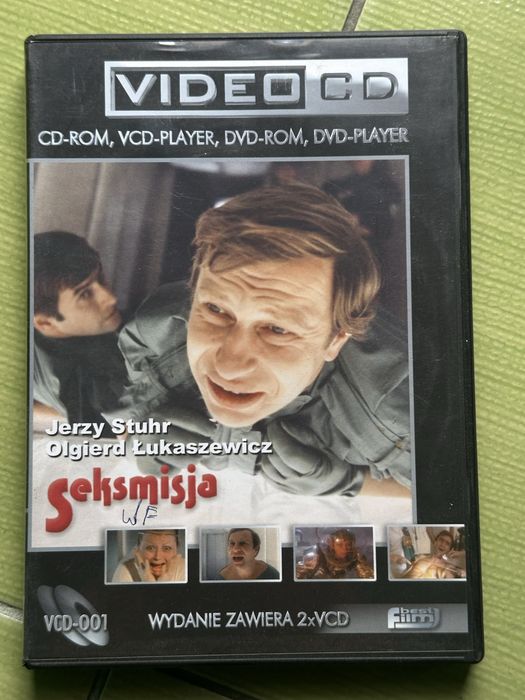 VIDEO CD
CD-ROM, VCD-PLAYER, DVD-ROM, DVD-PLAYER
Jerzy Stuhr
Olgierd Łukaszewicz
Seksmisja
WF
VCD-001
WYDANIE ZAWIERA 2xVCD
best
film